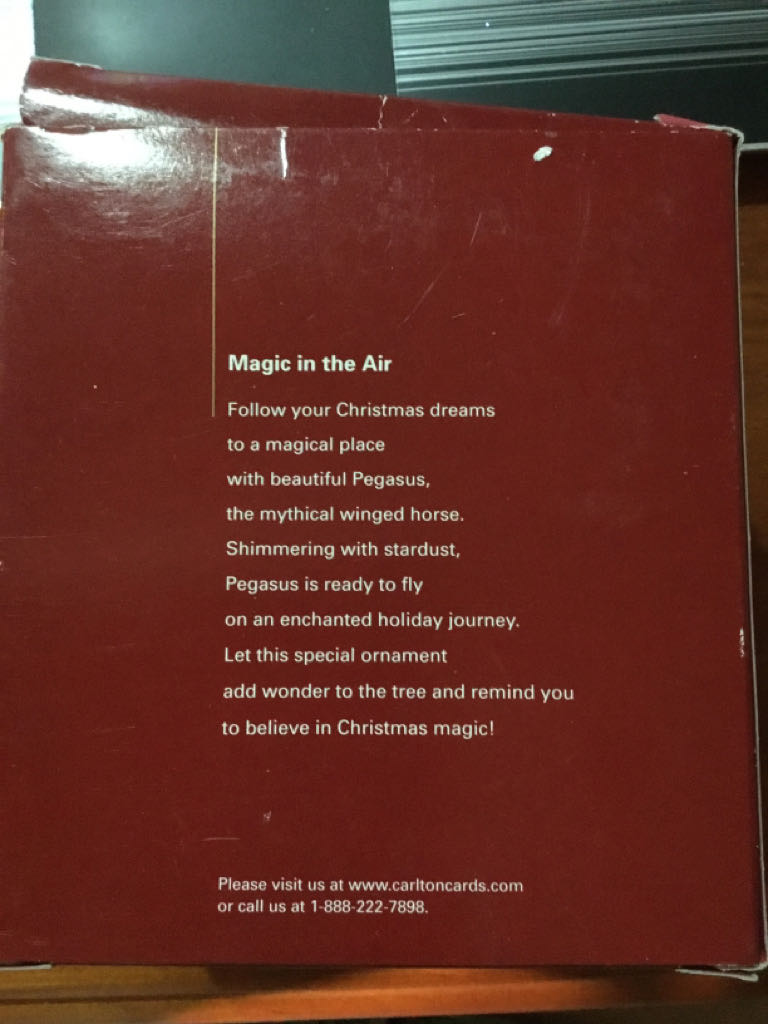 Magic in the Air
Follow your Christmas dreams
to a magical place
with beautiful Pegasus,
the mythical winged horse.
Shimmering with stardust,
Pegasus is ready to fly
on an enchanted holiday journey.
Let this special ornament
add wonder to the tree and remind you
to believe in Christmas magic!
Please visit us at www.carltoncards.com
or call us at 1-888-222-7898.